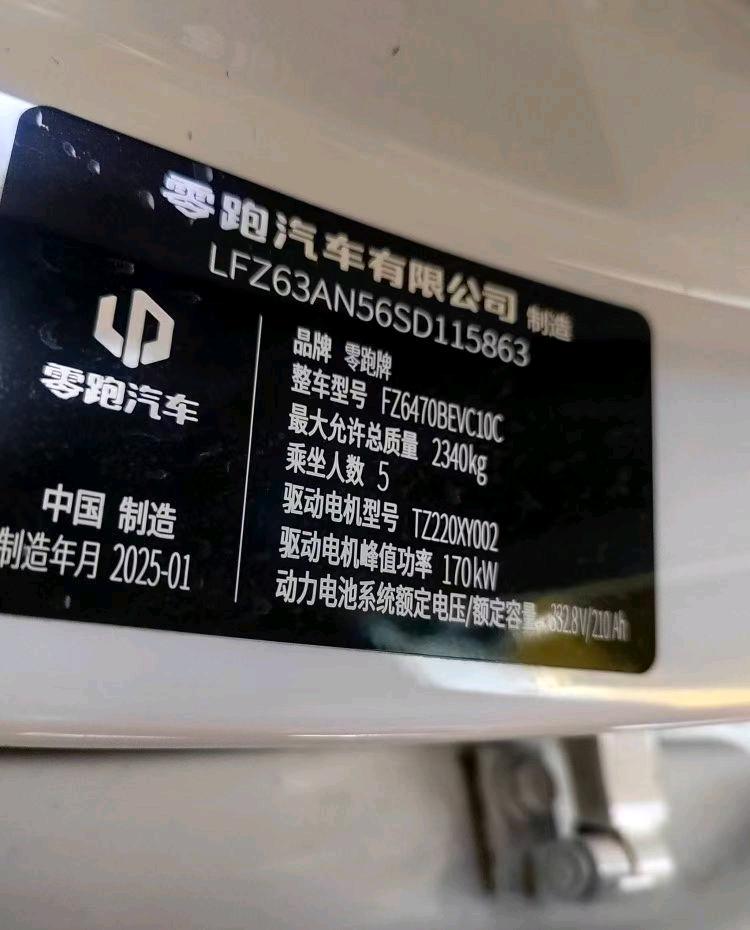 零跑汽车有限公司 制造
LFZ63AN56SD115863
零跑汽车
中国 制造
制造年月 2025-01
品牌 零跑牌
整车型号 FZ6470BEVC10C
最大允许总质量 2340kg
乘坐人数 5
驱动电机型号 TZ220XY002
驱动电机峰值功率 170kW
动力电池系统额定电压/额定容量 332.8V/210Ah